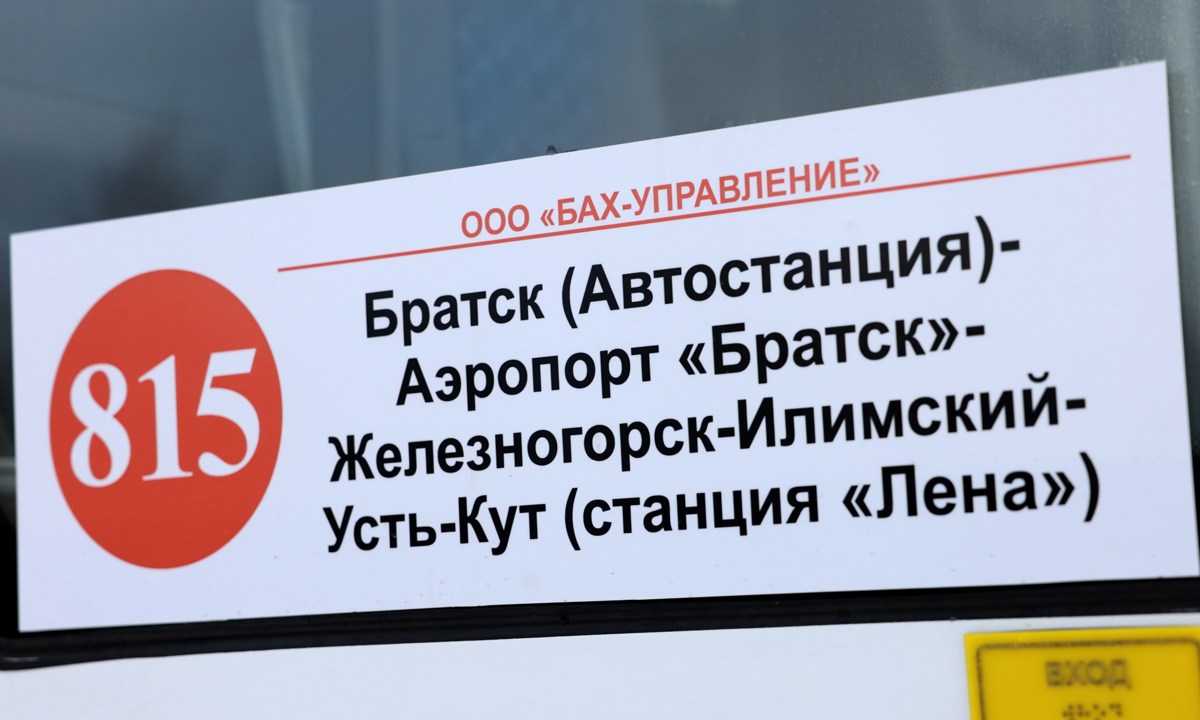 ООО «БАХ-УПРАВЛЕНИЕ»
815
Братск (Автостанция)-
Аэропорт «Братск»-
Железногорск-Илимский-
Усть-Кут (станция «Лена»)
ВХОД